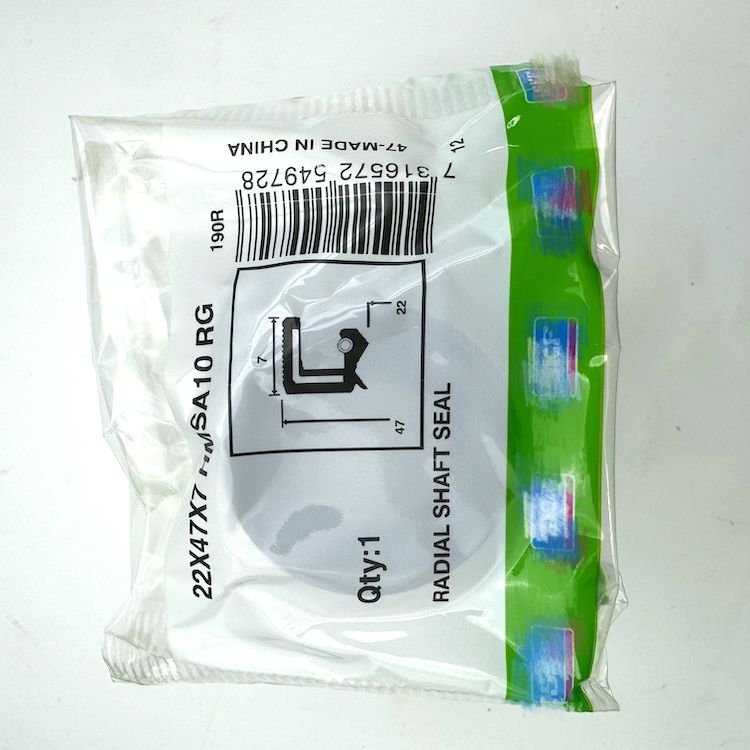 22X47X7 HMSA10 RG
190R
7
47
22
Qty:1
RADIAL SHAFT SEAL
7 316572 549728
12
47-MADE IN CHINA